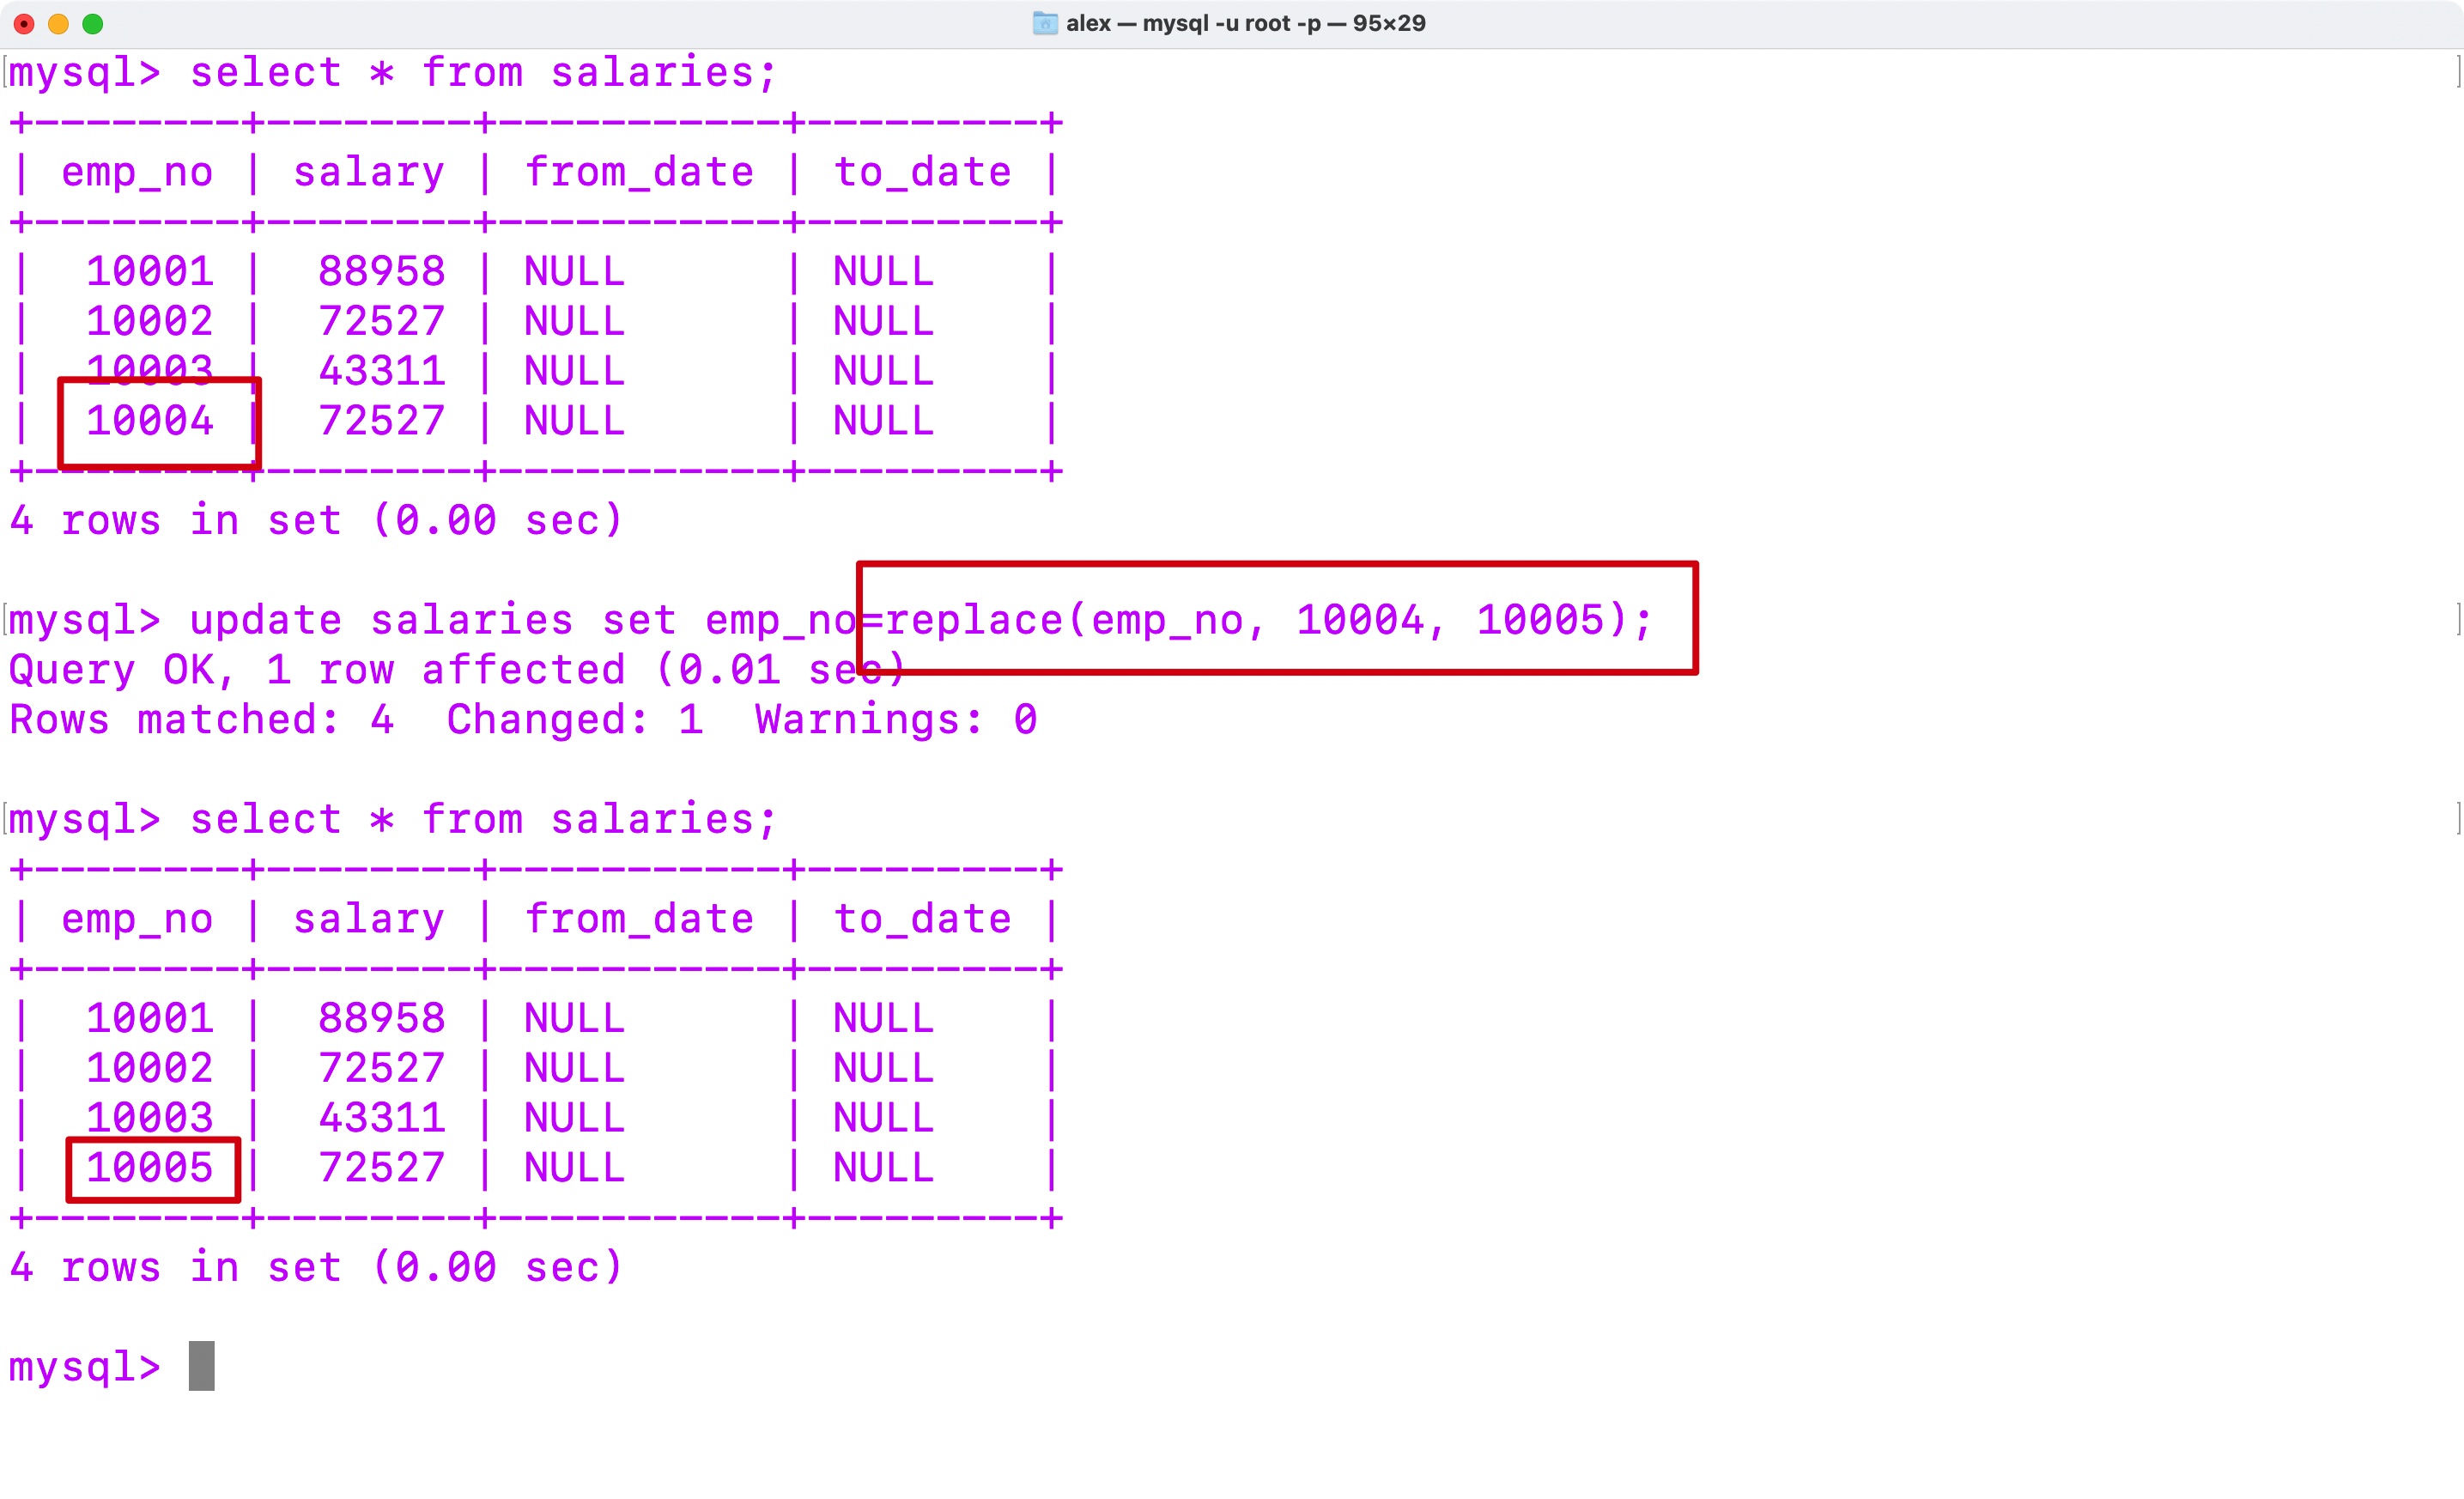 alex — mysql -u root -p — 95×29
mysql> select * from salaries;
+---------+---------+------------+---------+
| emp_no | salary | from_date | to_date |
+---------+---------+------------+---------+
| 10001 | 88958 | NULL | NULL |
| 10002 | 72527 | NULL | NULL |
| 10003 | 43311 | NULL | NULL |
| 10004 | 72527 | NULL | NULL |
+---------+---------+------------+---------+
4 rows in set (0.00 sec)
mysql> update salaries set emp_no=replace(emp_no, 10004, 10005);
Query OK, 1 row affected (0.01 sec)
Rows matched: 4  Changed: 1  Warnings: 0
mysql> select * from salaries;
+---------+---------+------------+---------+
| emp_no | salary | from_date | to_date |
+---------+---------+------------+---------+
| 10001 | 88958 | NULL | NULL |
| 10002 | 72527 | NULL | NULL |
| 10003 | 43311 | NULL | NULL |
| 10005 | 72527 | NULL | NULL |
+---------+---------+------------+---------+
4 rows in set (0.00 sec)
mysql>